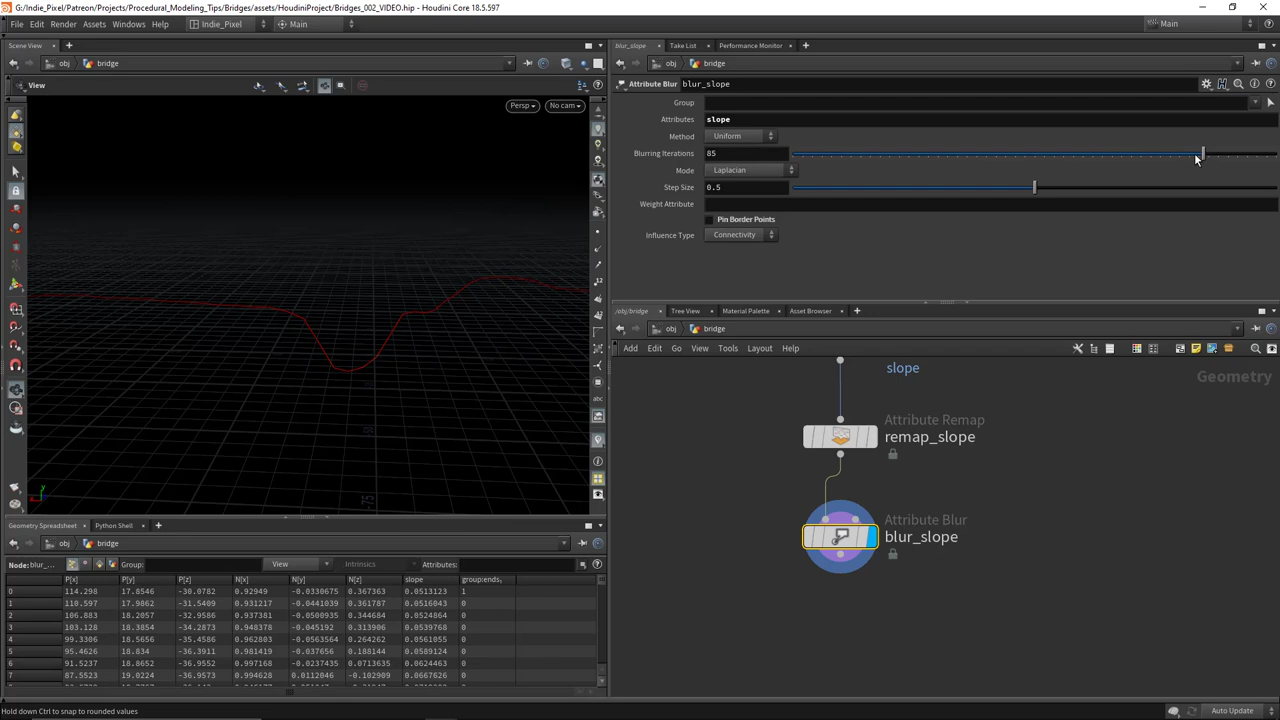 G:/Indie_Pixel/Patreon/Projects/Procedural_Modeling_Tips/Bridges/assets/HoudiniProject/Bridges_002_VIDEO.hip - Houdini Core 18.5.597
File Edit Render Assets Windows Help Indie_Pixel Main Main
Scene View
obj bridge
View
Persp No cam
-75
Geometry Spreadsheet Python Shell
obj bridge
Node: blur_... Group: View Intrinsics Attributes:
P[x] P[y] P[z] N[x] N[y] N[z] slope group:ends
0 114.298 17.8546 -30.0782 0.92949 -0.0330675 0.367363 0.0513123 1
1 118.597 17.9862 -31.5409 0.931217 -0.0441039 0.361787 0.0516043 0
2 106.883 18.2057 -32.9586 0.937381 -0.0500935 0.344684 0.0524864 0
3 103.128 18.3854 -34.2873 0.948378 -0.045192 0.313906 0.0539768 0
4 99.3306 18.5656 -35.4586 0.962803 -0.0563564 0.264262 0.0561055 0
5 95.4626 18.834 -36.3911 0.981419 -0.037656 0.188144 0.0589124 0
6 91.5237 18.8652 -36.9552 0.997168 -0.0237435 0.0713635 0.0624463 0
7 87.5523 19.0224 -36.9573 0.994628 0.0112046 -0.102909 0.0667626 0
blur_slope Take List Performance Monitor
obj bridge
Attribute Blur blur_slope
Group
Attributes slope
Method Uniform
Blurring Iterations 85
Mode Laplacian
Step Size 0.5
Weight Attribute
Pin Border Points
Influence Type Connectivity
/obj/bridge Tree View Material Palette Asset Browser
obj bridge
Add Edit Go View Tools Layout Help
Geometry
slope
Attribute Remap
remap_slope
Attribute Blur
blur_slope
Hold down Ctrl to snap to rounded values
Auto Update